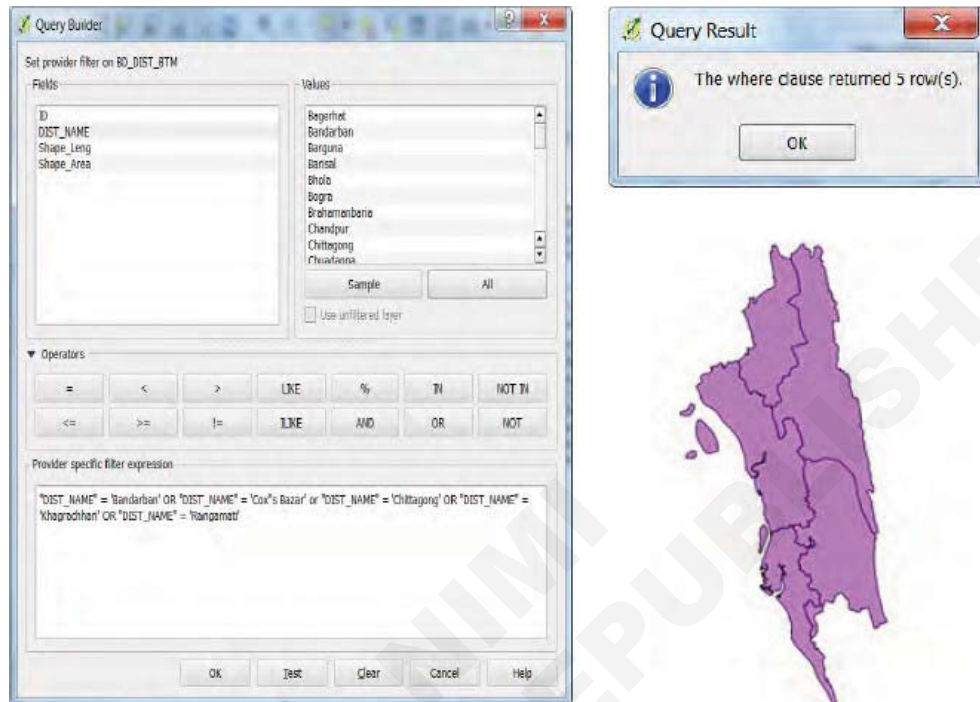 Query Builder
Set provider filter on BD_DIST_BTM
Fields
ID
DIST_NAME
Shape_Leng
Shape_Area
Values
Bagerhat
Bandarban
Barguna
Barisal
Bhola
Bogra
Brahamanbaria
Chandpur
Chittagong
Chuadanga
Sample
All
Use unfiltered layer
Operators
= < > LIKE % IN NOT IN
<= >= != ILIKE AND OR NOT
Provider specific filter expression
"DIST_NAME" = 'Bandarban' OR "DIST_NAME" = 'Cox''s Bazar' or "DIST_NAME" = 'Chittagong' OR "DIST_NAME" =
'Khagrachhari' OR "DIST_NAME" = 'Rangamati'
OK Test Clear Cancel Help
Query Result
The where clause returned 5 row(s).
OK
NIMI